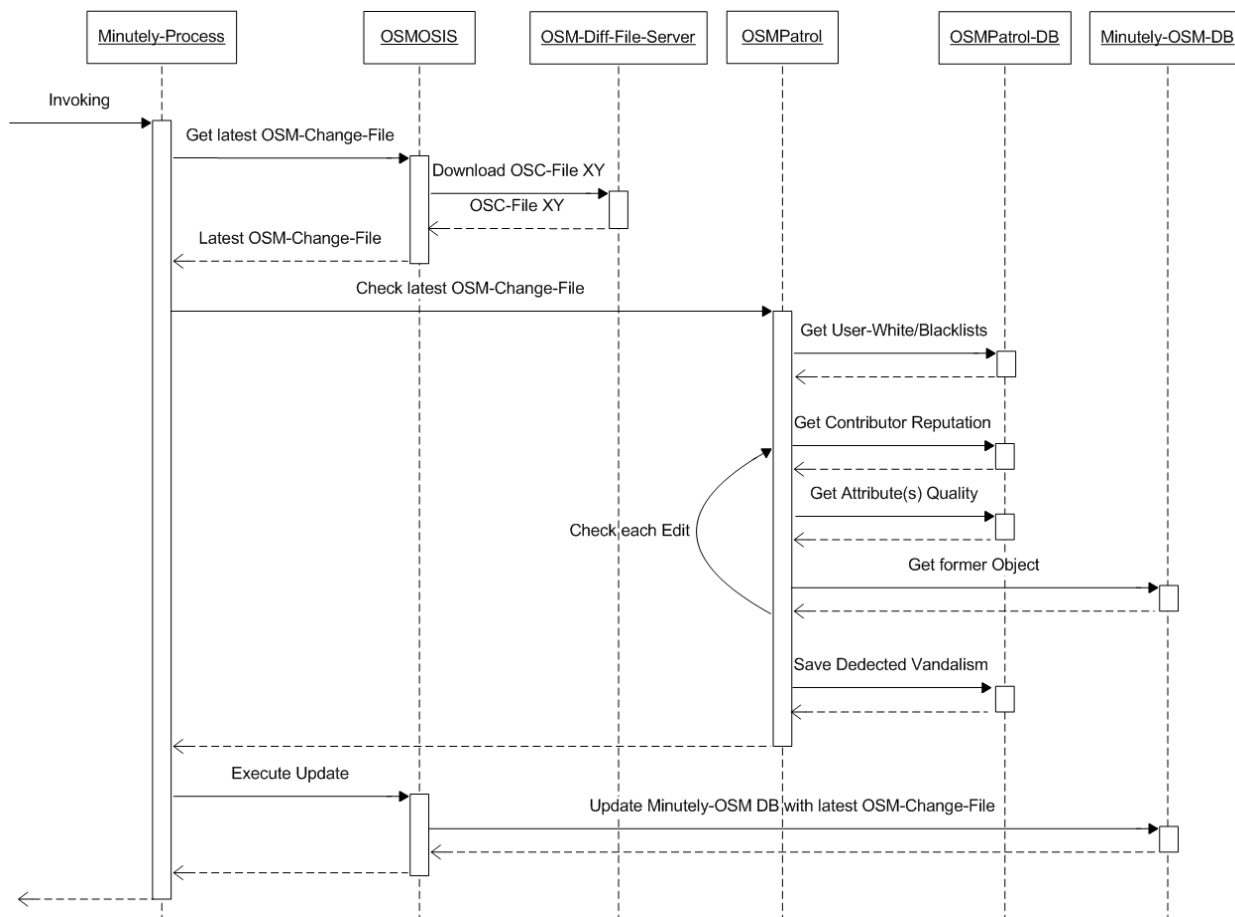 Minutely-Process
OSMOSIS
OSM-Diff-File-Server
OSMPatrol
OSMPatrol-DB
Minutely-OSM-DB
Invoking
Get latest OSM-Change-File
Download OSC-File XY
OSC-File XY
Latest OSM-Change-File
Check latest OSM-Change-File
Get User-White/Blacklists
Get Contributor Reputation
Get Attribute(s) Quality
Check each Edit
Get former Object
Save Dedected Vandalism
Execute Update
Update Minutely-OSM DB with latest OSM-Change-File